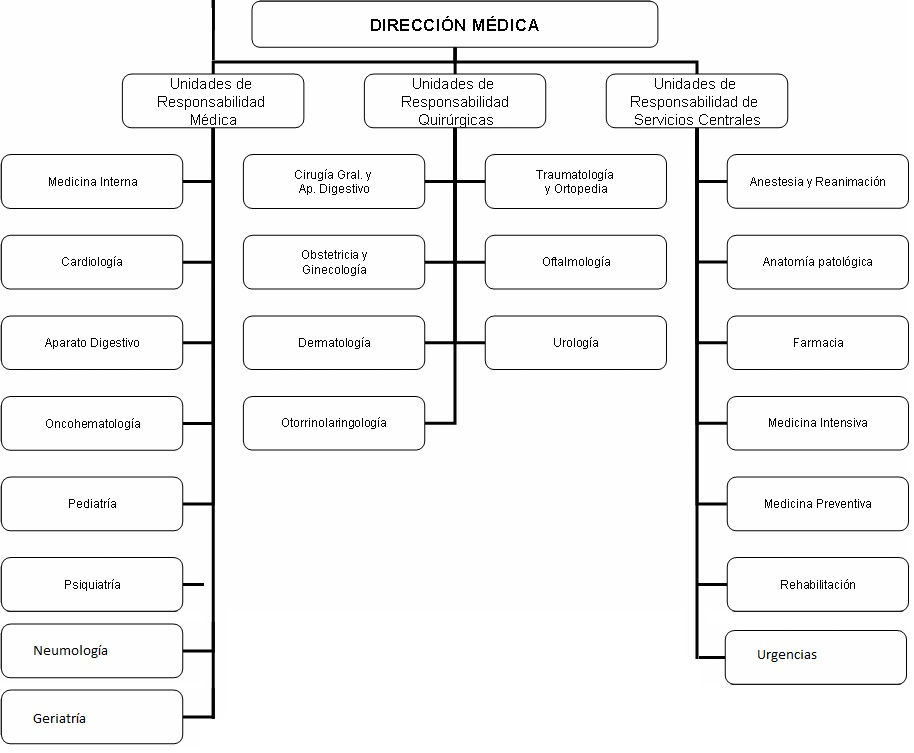 DIRECCIÓN MÉDICA
Unidades de
Responsabilidad
Médica
Unidades de
Responsabilidad
Quirúrgicas
Unidades de
Responsabilidad de
Servicios Centrales
Medicina Interna
Cirugía Gral. y
Ap. Digestivo
Traumatología
y Ortopedia
Anestesia y Reanimación
Cardiología
Obstetricia y
Ginecología
Oftalmología
Anatomía patológica
Aparato Digestivo
Dermatología
Urología
Farmacia
Oncohematología
Otorrinolaringología
Medicina Intensiva
Pediatría
Medicina Preventiva
Psiquiatría
Rehabilitación
Neumología
Urgencias
Geriatría